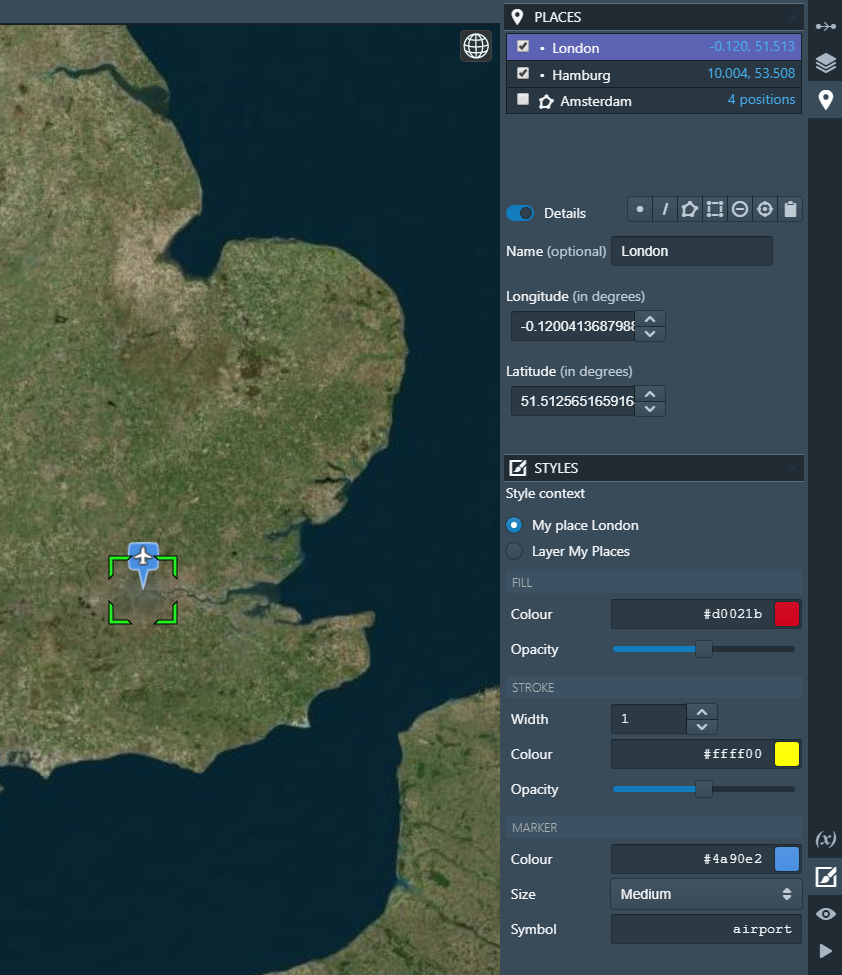 PLACES
London -0.120, 51.513
Hamburg 10.004, 53.508
Amsterdam 4 positions
Details
Name (optional) London
Longitude (in degrees)
-0.120041368798
Latitude (in degrees)
51.51256516591
STYLES
Style context
My place London
Layer My Places
FILL
Colour #d0021b
Opacity
STROKE
Width 1
Colour #ffff00
Opacity
MARKER
Colour #4a90e2
(x)
Size Medium
Symbol airport